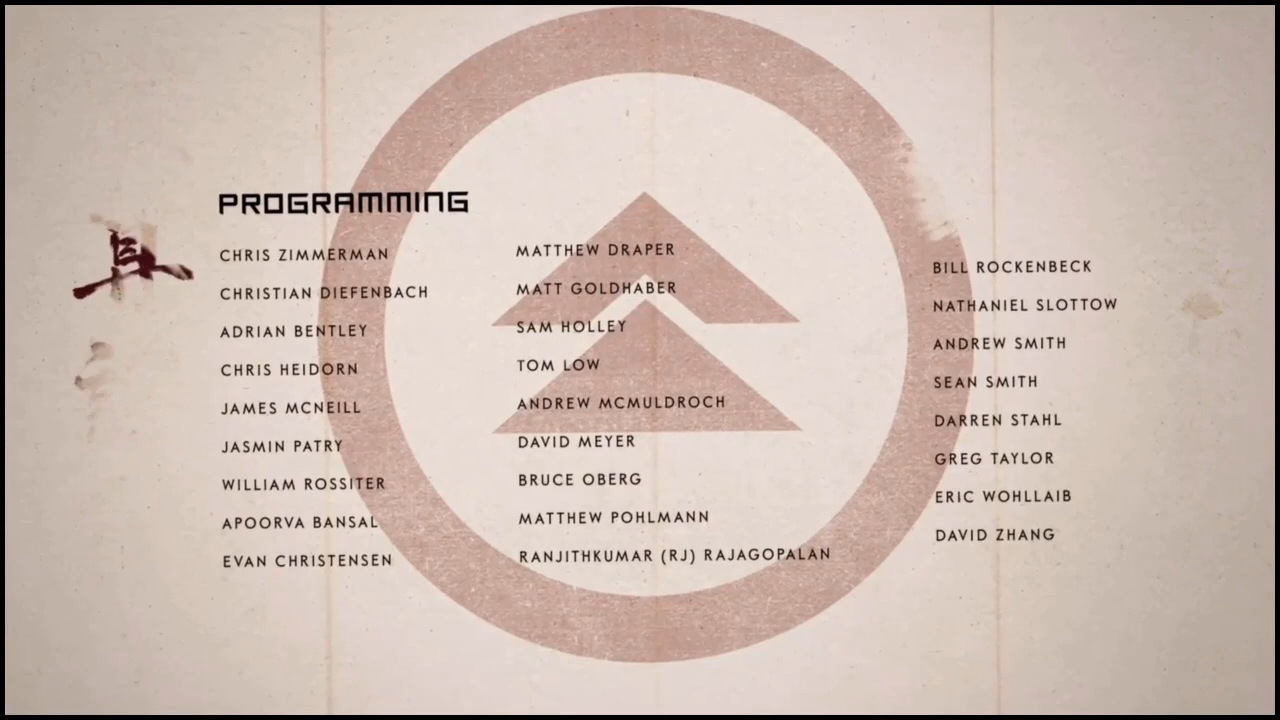 PROGRAMMING
CHRIS ZIMMERMAN
CHRISTIAN DIEFENBACH
ADRIAN BENTLEY
CHRIS HEIDORN
JAMES MCNEILL
JASMIN PATRY
WILLIAM ROSSITER
APOORVA BANSAL
EVAN CHRISTENSEN
MATTHEW DRAPER
MATT GOLDHABER
SAM HOLLEY
TOM LOW
ANDREW MCMULDROCH
DAVID MEYER
BRUCE OBERG
MATTHEW POHLMANN
RANJITHKUMAR (RJ) RAJAGOPALAN
BILL ROCKENBECK
NATHANIEL SLOTTOW
ANDREW SMITH
SEAN SMITH
DARREN STAHL
GREG TAYLOR
ERIC WOHLLAIB
DAVID ZHANG